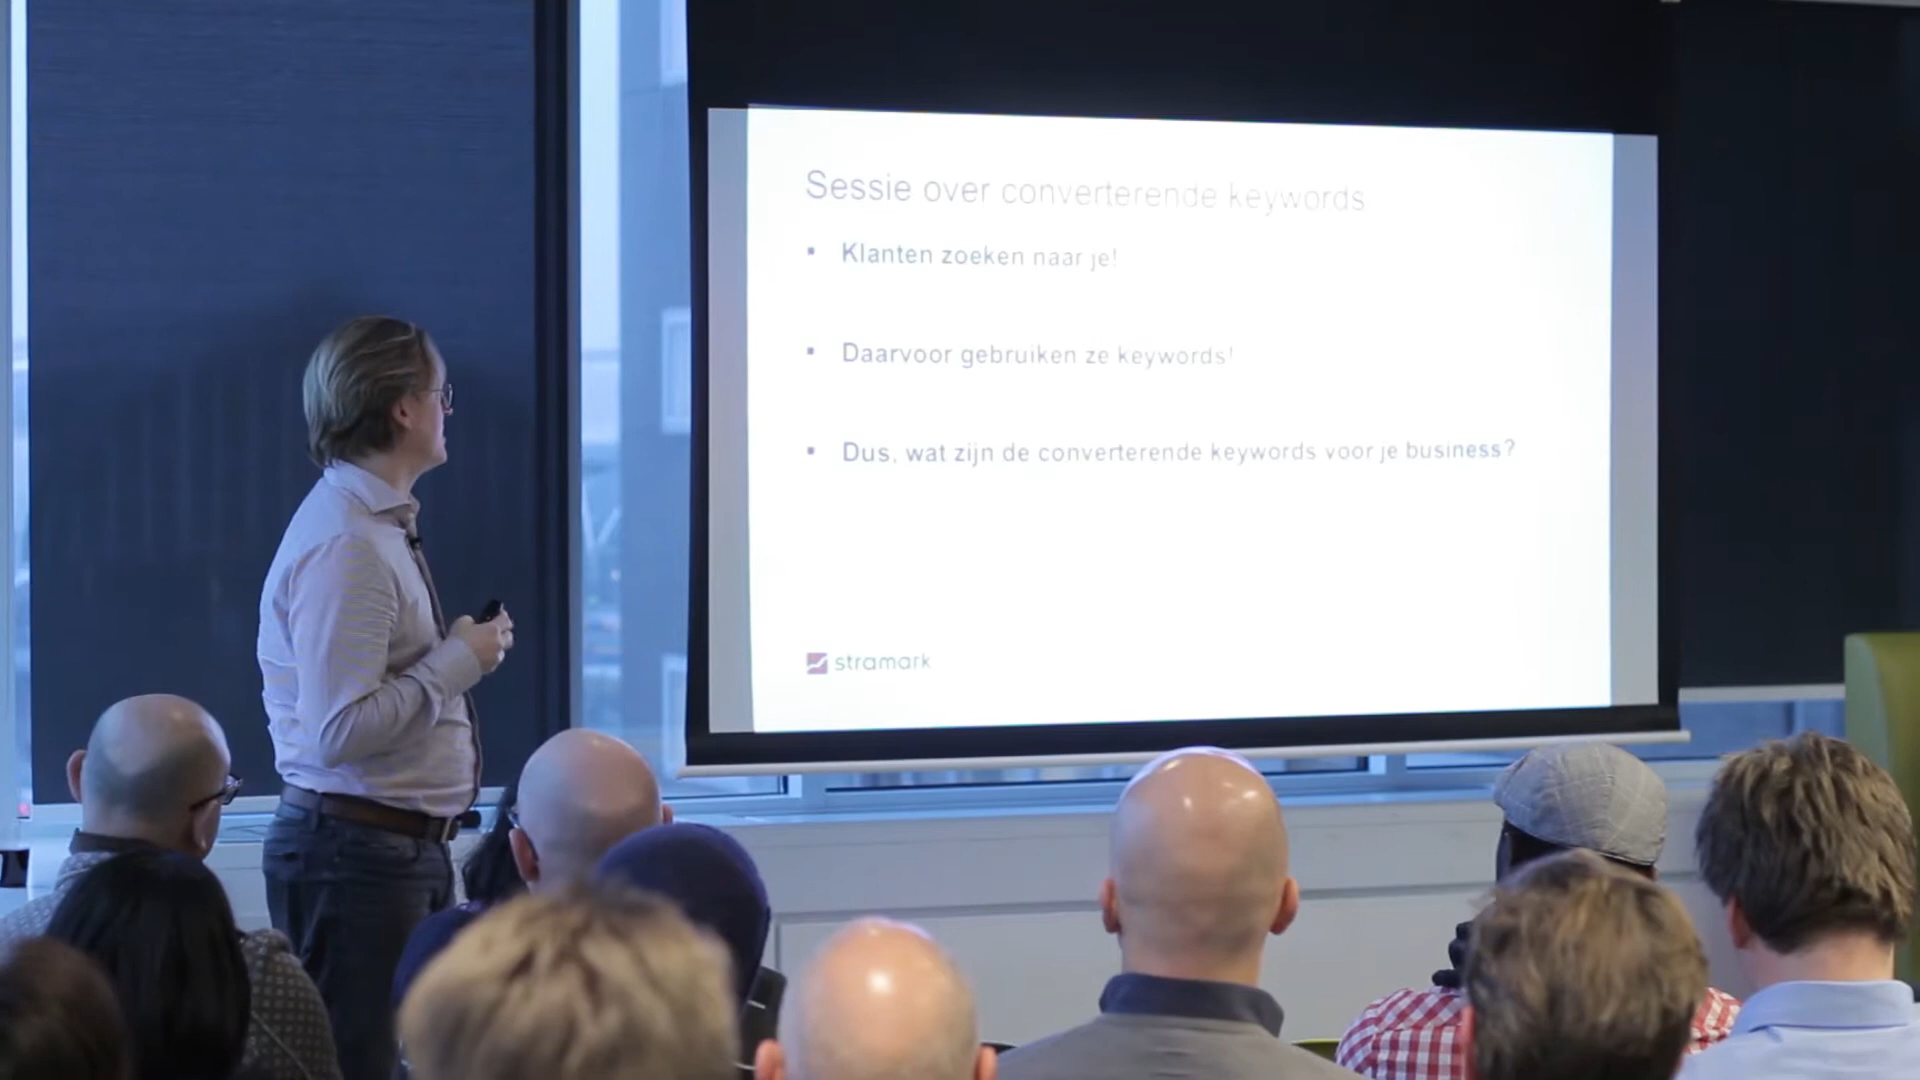 Sessie over converterende keywords
▪ Klanten zoeken naar je!
▪ Daarvoor gebruiken ze keywords!
▪ Dus, wat zijn de converterende keywords voor je business?
stramark